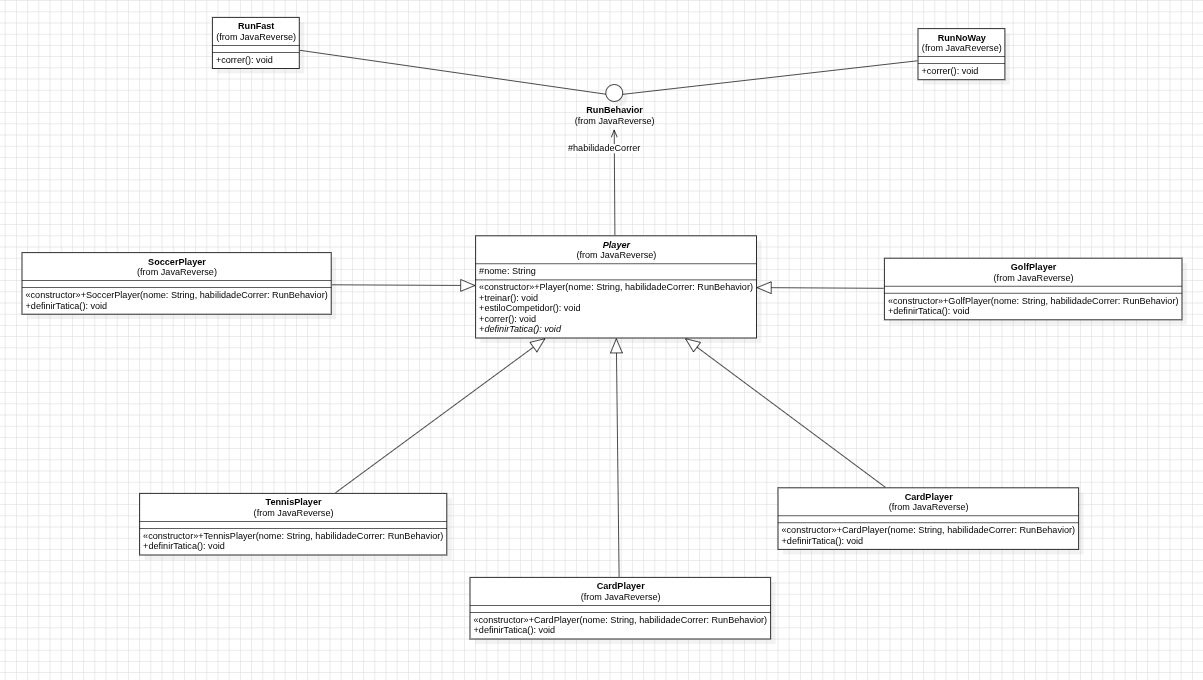 RunFast
(from JavaReverse)
+correr(): void
RunNoWay
(from JavaReverse)
+correr(): void
RunBehavior
(from JavaReverse)
#habilidadeCorrer
Player
(from JavaReverse)
#nome: String
«constructor»+Player(nome: String, habilidadeCorrer: RunBehavior)
+treinar(): void
+estiloCompetidor(): void
+correr(): void
+definirTatica(): void
SoccerPlayer
(from JavaReverse)
«constructor»+SoccerPlayer(nome: String, habilidadeCorrer: RunBehavior)
+definirTatica(): void
GolfPlayer
(from JavaReverse)
«constructor»+GolfPlayer(nome: String, habilidadeCorrer: RunBehavior)
+definirTatica(): void
TennisPlayer
(from JavaReverse)
«constructor»+TennisPlayer(nome: String, habilidadeCorrer: RunBehavior)
+definirTatica(): void
CardPlayer
(from JavaReverse)
«constructor»+CardPlayer(nome: String, habilidadeCorrer: RunBehavior)
+definirTatica(): void
CardPlayer
(from JavaReverse)
«constructor»+CardPlayer(nome: String, habilidadeCorrer: RunBehavior)
+definirTatica(): void